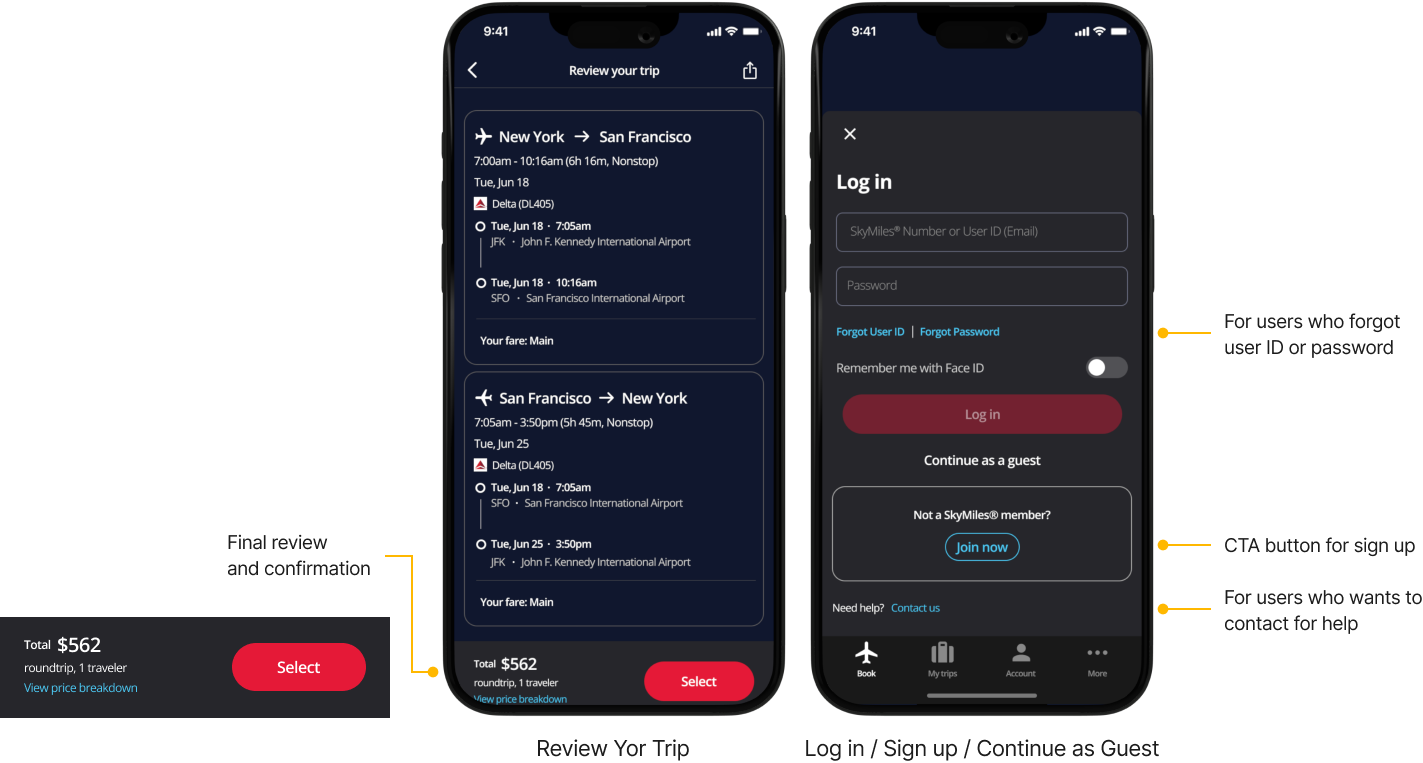 9:41
Review your trip
New York → San Francisco
7:00am - 10:16am (6h 16m, Nonstop)
Tue, Jun 18
Delta (DL405)
Tue, Jun 18 · 7:05am
JFK · John F. Kennedy International Airport
Tue, Jun 18 · 10:16am
SFO · San Francisco International Airport
Your fare: Main
San Francisco → New York
7:05am - 3:50pm (5h 45m, Nonstop)
Tue, Jun 25
Delta (DL405)
Tue, Jun 18 · 7:05am
SFO · San Francisco International Airport
Tue, Jun 25 · 3:50pm
JFK · John F. Kennedy International Airport
Your fare: Main
Total $562
roundtrip, 1 traveler
View price breakdown
Select
Final review
and confirmation
Total $562
roundtrip, 1 traveler
View price breakdown
Select
Review Yor Trip
9:41
Log in
SkyMiles® Number or User ID (Email)
Password
Forgot User ID | Forgot Password
Remember me with Face ID
Log in
Continue as a guest
Not a SkyMiles® member?
Join now
Need help? Contact us
Book
My trips
Account
More
For users who forgot
user ID or password
CTA button for sign up
For users who wants to
contact for help
Log in / Sign up / Continue as Guest